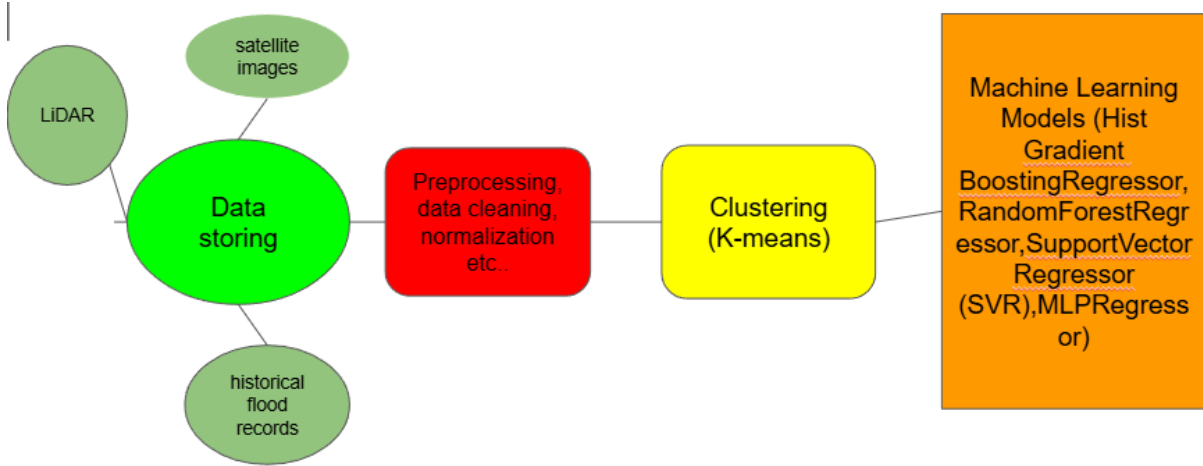 satellite
images
LiDAR
Data
storing
historical
flood
records
Preprocessing,
data cleaning,
normalization
etc..
Clustering
(K-means)
Machine Learning
Models (Hist
Gradient
BoostingRegressor,
RandomForestRegr
essor,SupportVector
Regressor
(SVR),MLPRegress
or)